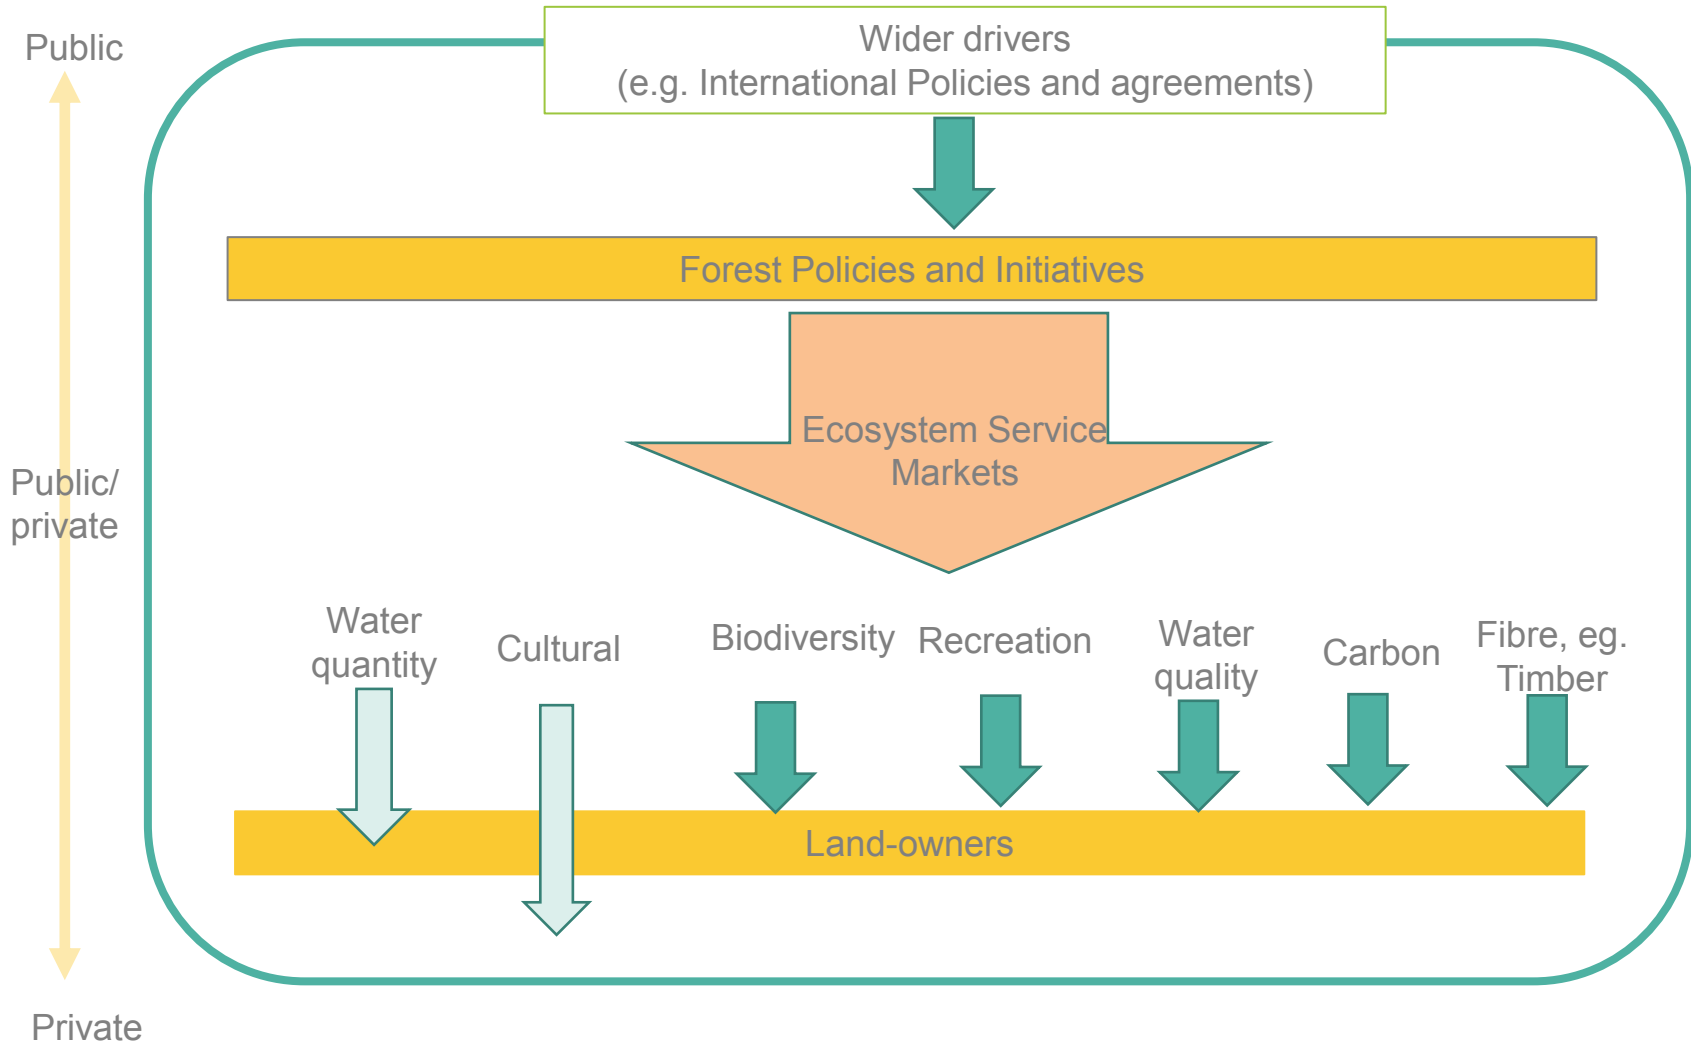 Public
Wider drivers
(e.g. International Policies and agreements)
Forest Policies and Initiatives
Ecosystem Service
Markets
Public/
private
Water
quantity
Cultural
Biodiversity
Recreation
Water
quality
Carbon
Fibre, eg.
Timber
Land-owners
Private